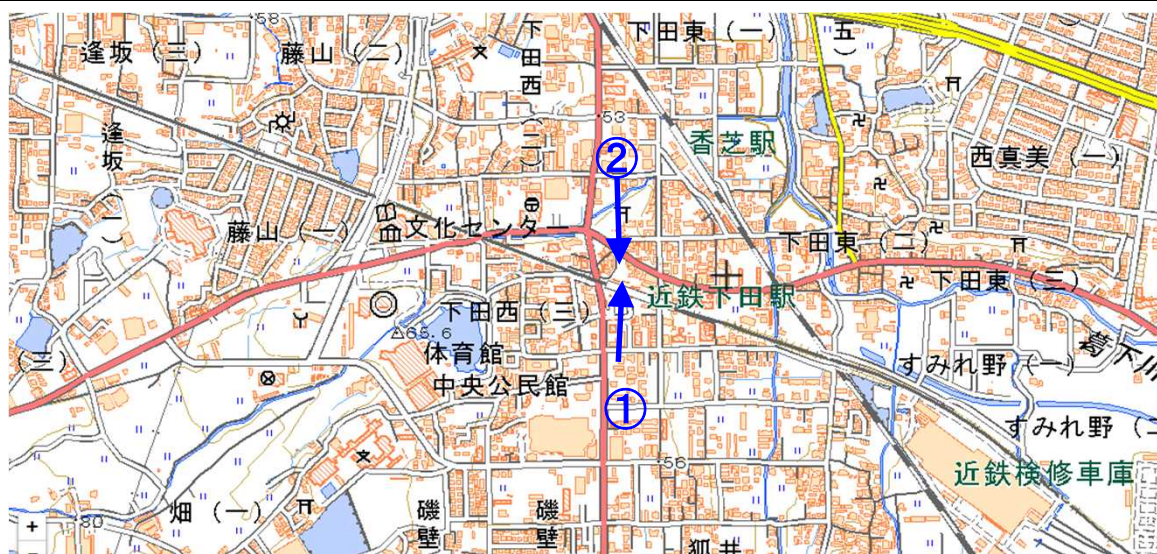 58
逢坂（三）
藤山（二）
下田西（二）
下田東（一）
五）
逢坂（一）
53
香芝駅
②
西真美（一）
藤山（一）
文化センター
下田東（二）
下田東（三）
近鉄下田駅
下田西（三）
65.6
体育館
中央公民館
（三）
すみれ野（一）
葛下川
①
すみれ野（二
56
近鉄検修車庫
畑（一）
80
磯壁
磯壁
狐井
+